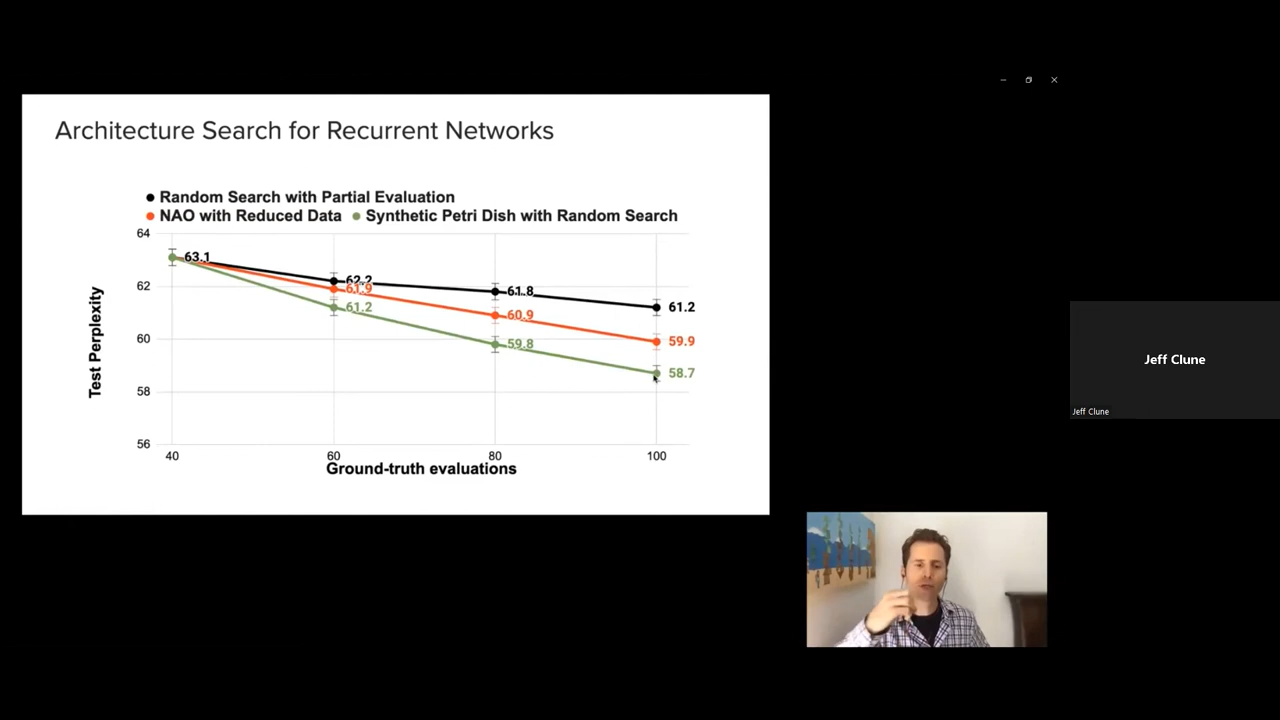 Architecture Search for Recurrent Networks
Random Search with Partial Evaluation
NAO with Reduced Data Synthetic Petri Dish with Random Search
64
62
60
58
56
Test Perplexity
63.1
62.2
61.9
61.2
61.8
60.9
59.8
61.2
59.9
58.7
40 60 80 100
Ground-truth evaluations
Jeff Clune
Jeff Clune